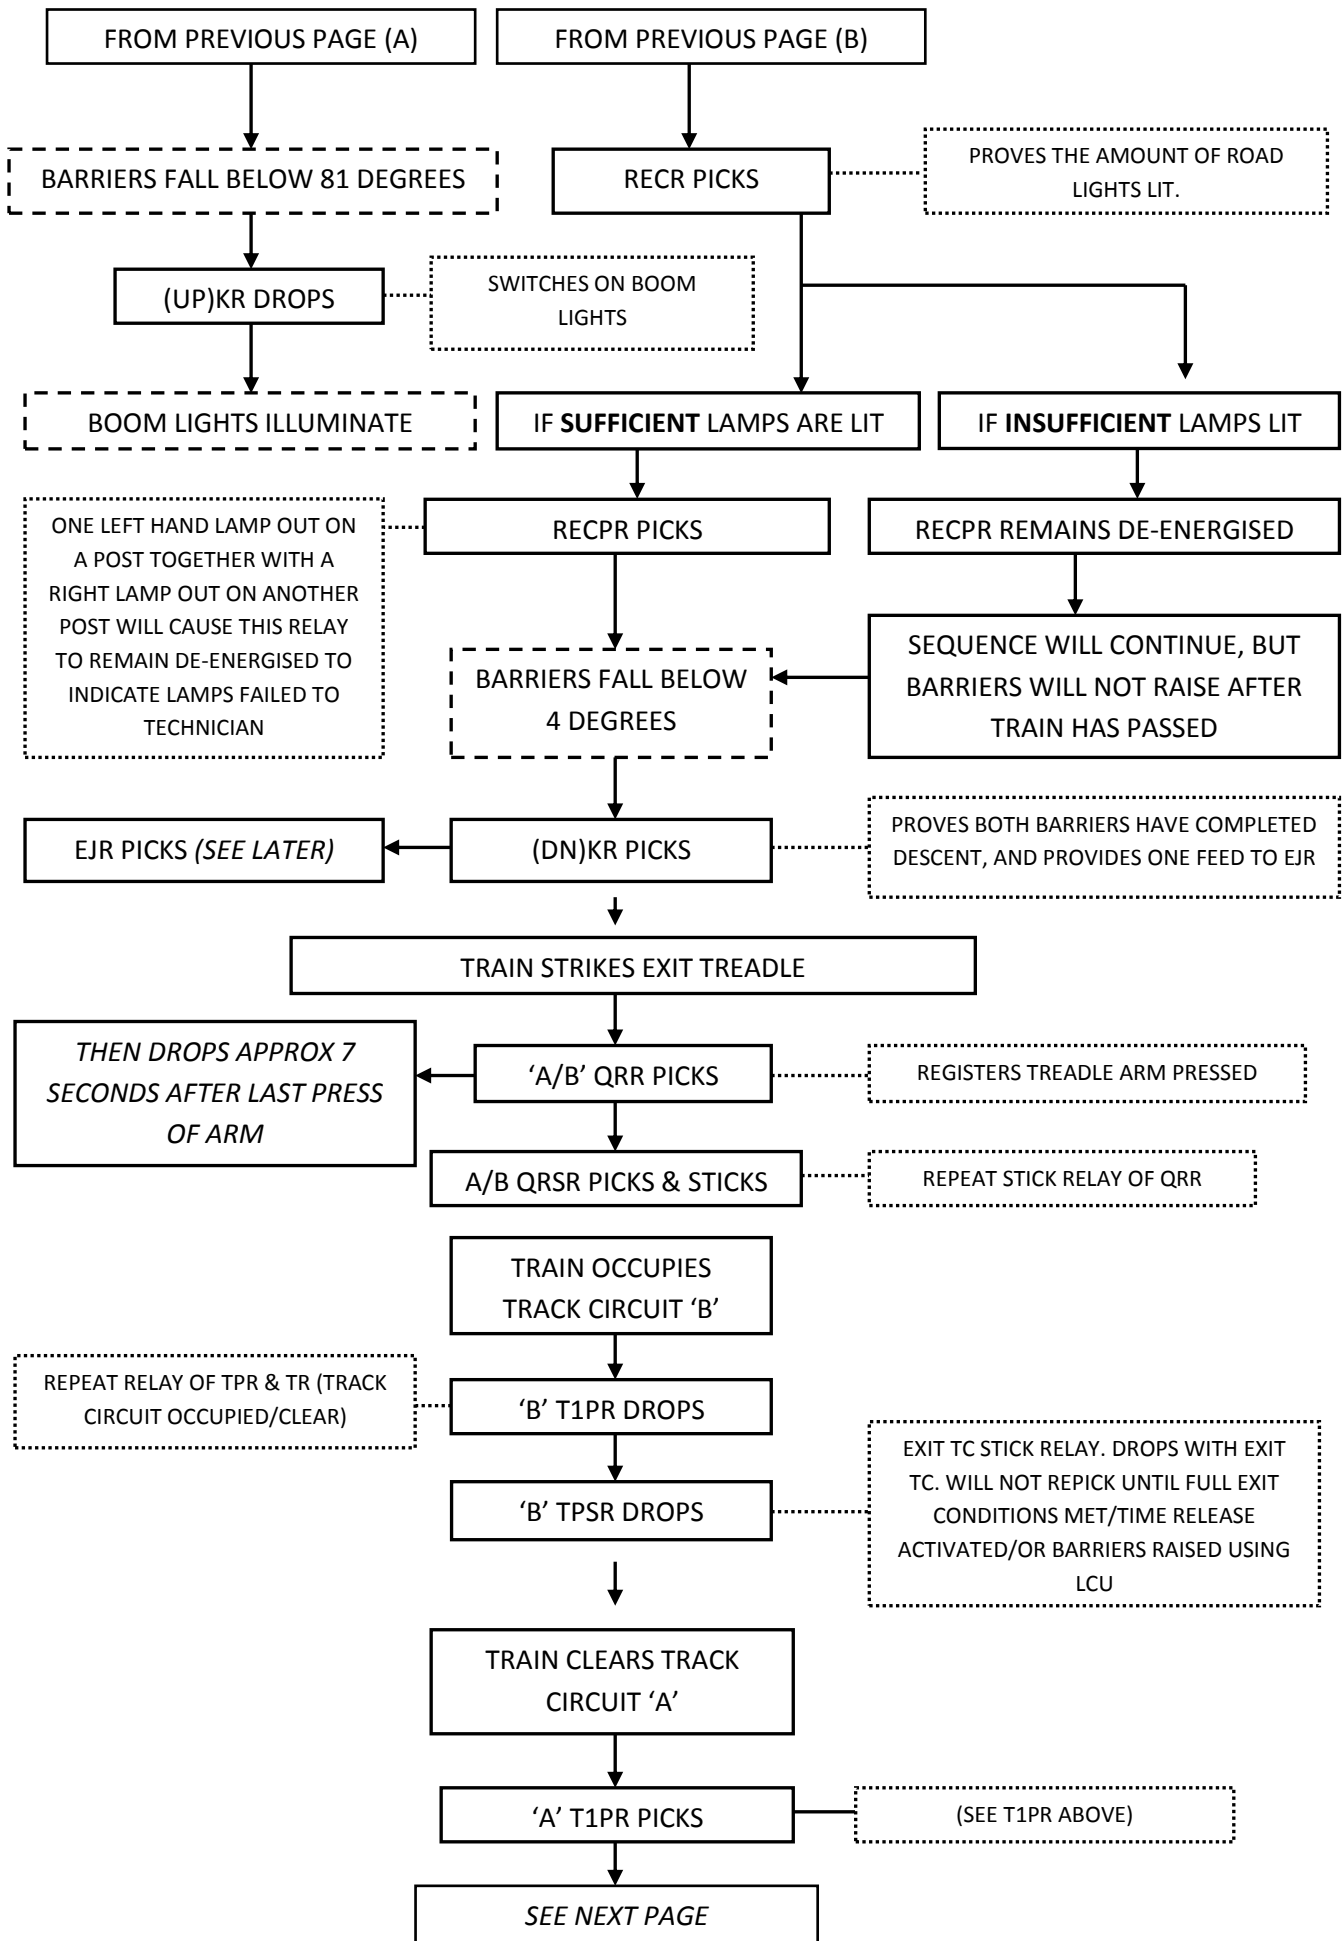 FROM PREVIOUS PAGE (A)
FROM PREVIOUS PAGE (B)
BARRIERS FALL BELOW 81 DEGREES
RECR PICKS
PROVES THE AMOUNT OF ROAD
LIGHTS LIT.
(UP)KR DROPS
SWITCHES ON BOOM
LIGHTS
BOOM LIGHTS ILLUMINATE
IF SUFFICIENT LAMPS ARE LIT
IF INSUFFICIENT LAMPS LIT
ONE LEFT HAND LAMP OUT ON
A POST TOGETHER WITH A
RIGHT LAMP OUT ON ANOTHER
POST WILL CAUSE THIS RELAY
TO REMAIN DE-ENERGISED TO
INDICATE LAMPS FAILED TO
TECHNICIAN
RECPR PICKS
RECPR REMAINS DE-ENERGISED
BARRIERS FALL BELOW
4 DEGREES
SEQUENCE WILL CONTINUE, BUT
BARRIERS WILL NOT RAISE AFTER
TRAIN HAS PASSED
EJR PICKS (SEE LATER)
(DN)KR PICKS
PROVES BOTH BARRIERS HAVE COMPLETED
DESCENT, AND PROVIDES ONE FEED TO EJR
TRAIN STRIKES EXIT TREADLE
THEN DROPS APPROX 7
SECONDS AFTER LAST PRESS
OF ARM
‘A/B’ QRR PICKS
REGISTERS TREADLE ARM PRESSED
A/B QRSR PICKS & STICKS
REPEAT STICK RELAY OF QRR
TRAIN OCCUPIES
TRACK CIRCUIT ‘B’
REPEAT RELAY OF TPR & TR (TRACK
CIRCUIT OCCUPIED/CLEAR)
‘B’ T1PR DROPS
‘B’ TPSR DROPS
EXIT TC STICK RELAY. DROPS WITH EXIT
TC. WILL NOT REPICK UNTIL FULL EXIT
CONDITIONS MET/TIME RELEASE
ACTIVATED/OR BARRIERS RAISED USING
LCU
TRAIN CLEARS TRACK
CIRCUIT ‘A’
‘A’ T1PR PICKS
(SEE T1PR ABOVE)
SEE NEXT PAGE